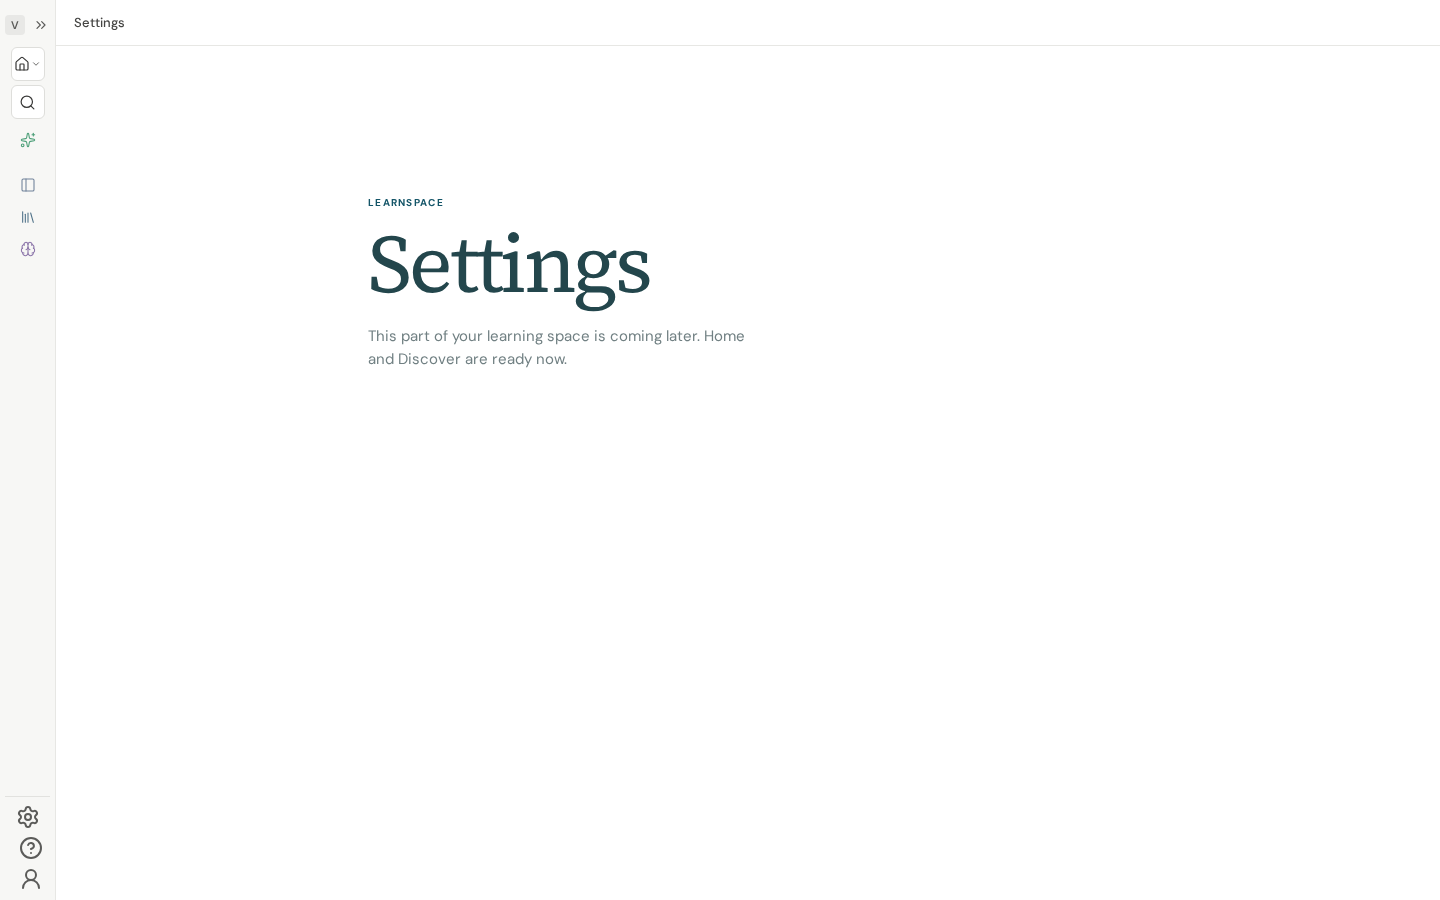 V
Settings
LEARNSPACE
Settings
This part of your learning space is coming later. Home
and Discover are ready now.